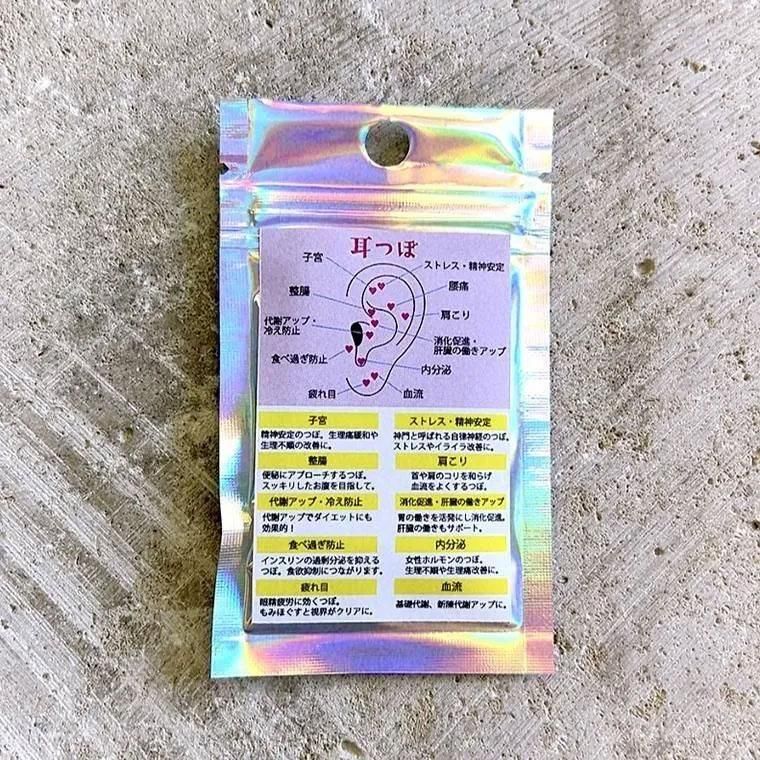 耳つぼ
子宮
ストレス・精神安定
整腸
腰痛
代謝アップ・
冷え防止
肩こり
消化促進・
肝臓の働きアップ
食べ過ぎ防止
内分泌
疲れ目
血流
子宮
精神安定のつぼ。生理痛緩和や
生理不順の改善に。
ストレス・精神安定
神門と呼ばれる自律神経のつぼ。
ストレスやイライラ改善に。
整腸
便秘にアプローチするつぼ。
スッキリしたお腹を目指して。
肩こり
首や肩のコリを和らげ
血流をよくするつぼ。
代謝アップ・冷え防止
代謝アップでダイエットにも
効果的！
消化促進・肝臓の働きアップ
胃の働きを活発にし消化促進。
肝臓の働きもサポート。
食べ過ぎ防止
インスリンの過剰分泌を抑える
つぼ。食欲抑制につながります。
内分泌
女性ホルモンのつぼ。
生理不順や生理痛改善に。
疲れ目
眼精疲労に効くつぼ。
もみほぐすと視界がクリアに。
血流
基礎代謝、新陳代謝アップに。